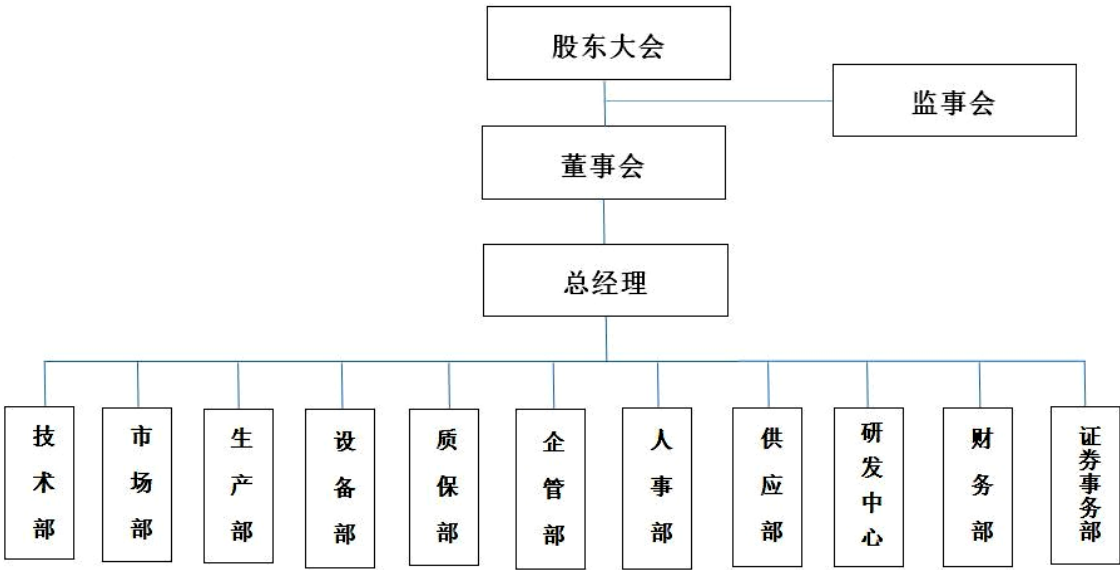 股东大会
监事会
董事会
总经理
技术部
市场部
生产部
设备部
质保部
企管部
人事部
供应部
研发中心
财务部
证券事务部